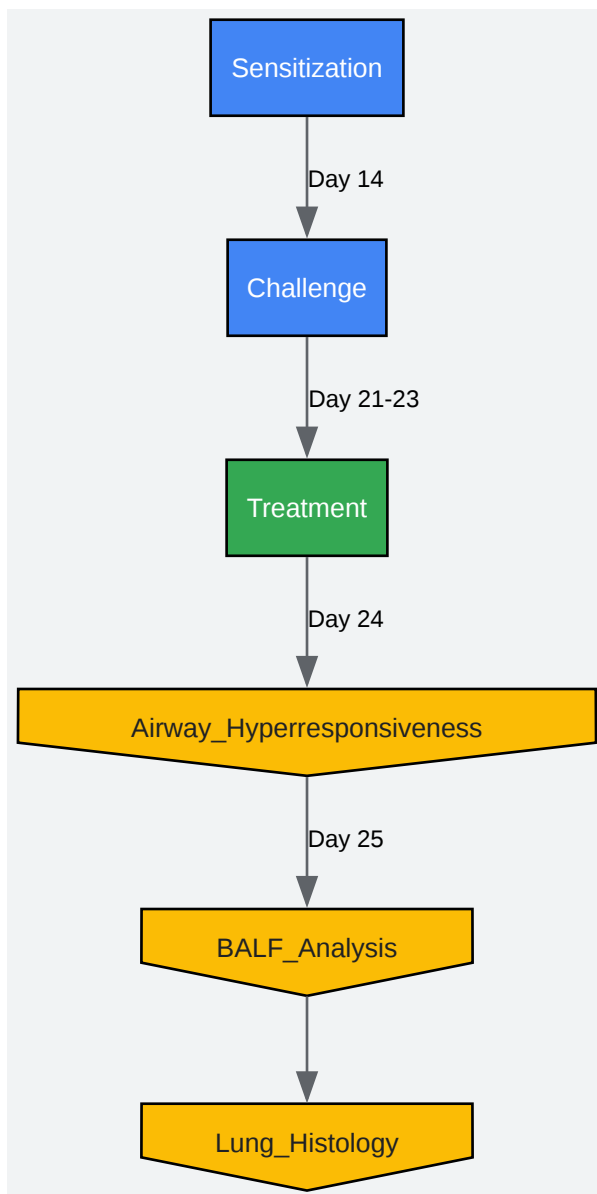 Sensitization
Day 14
Challenge
Day 21-23
Treatment
Day 24
Airway_Hyperresponsiveness
Day 25
BALF_Analysis
Lung_Histology